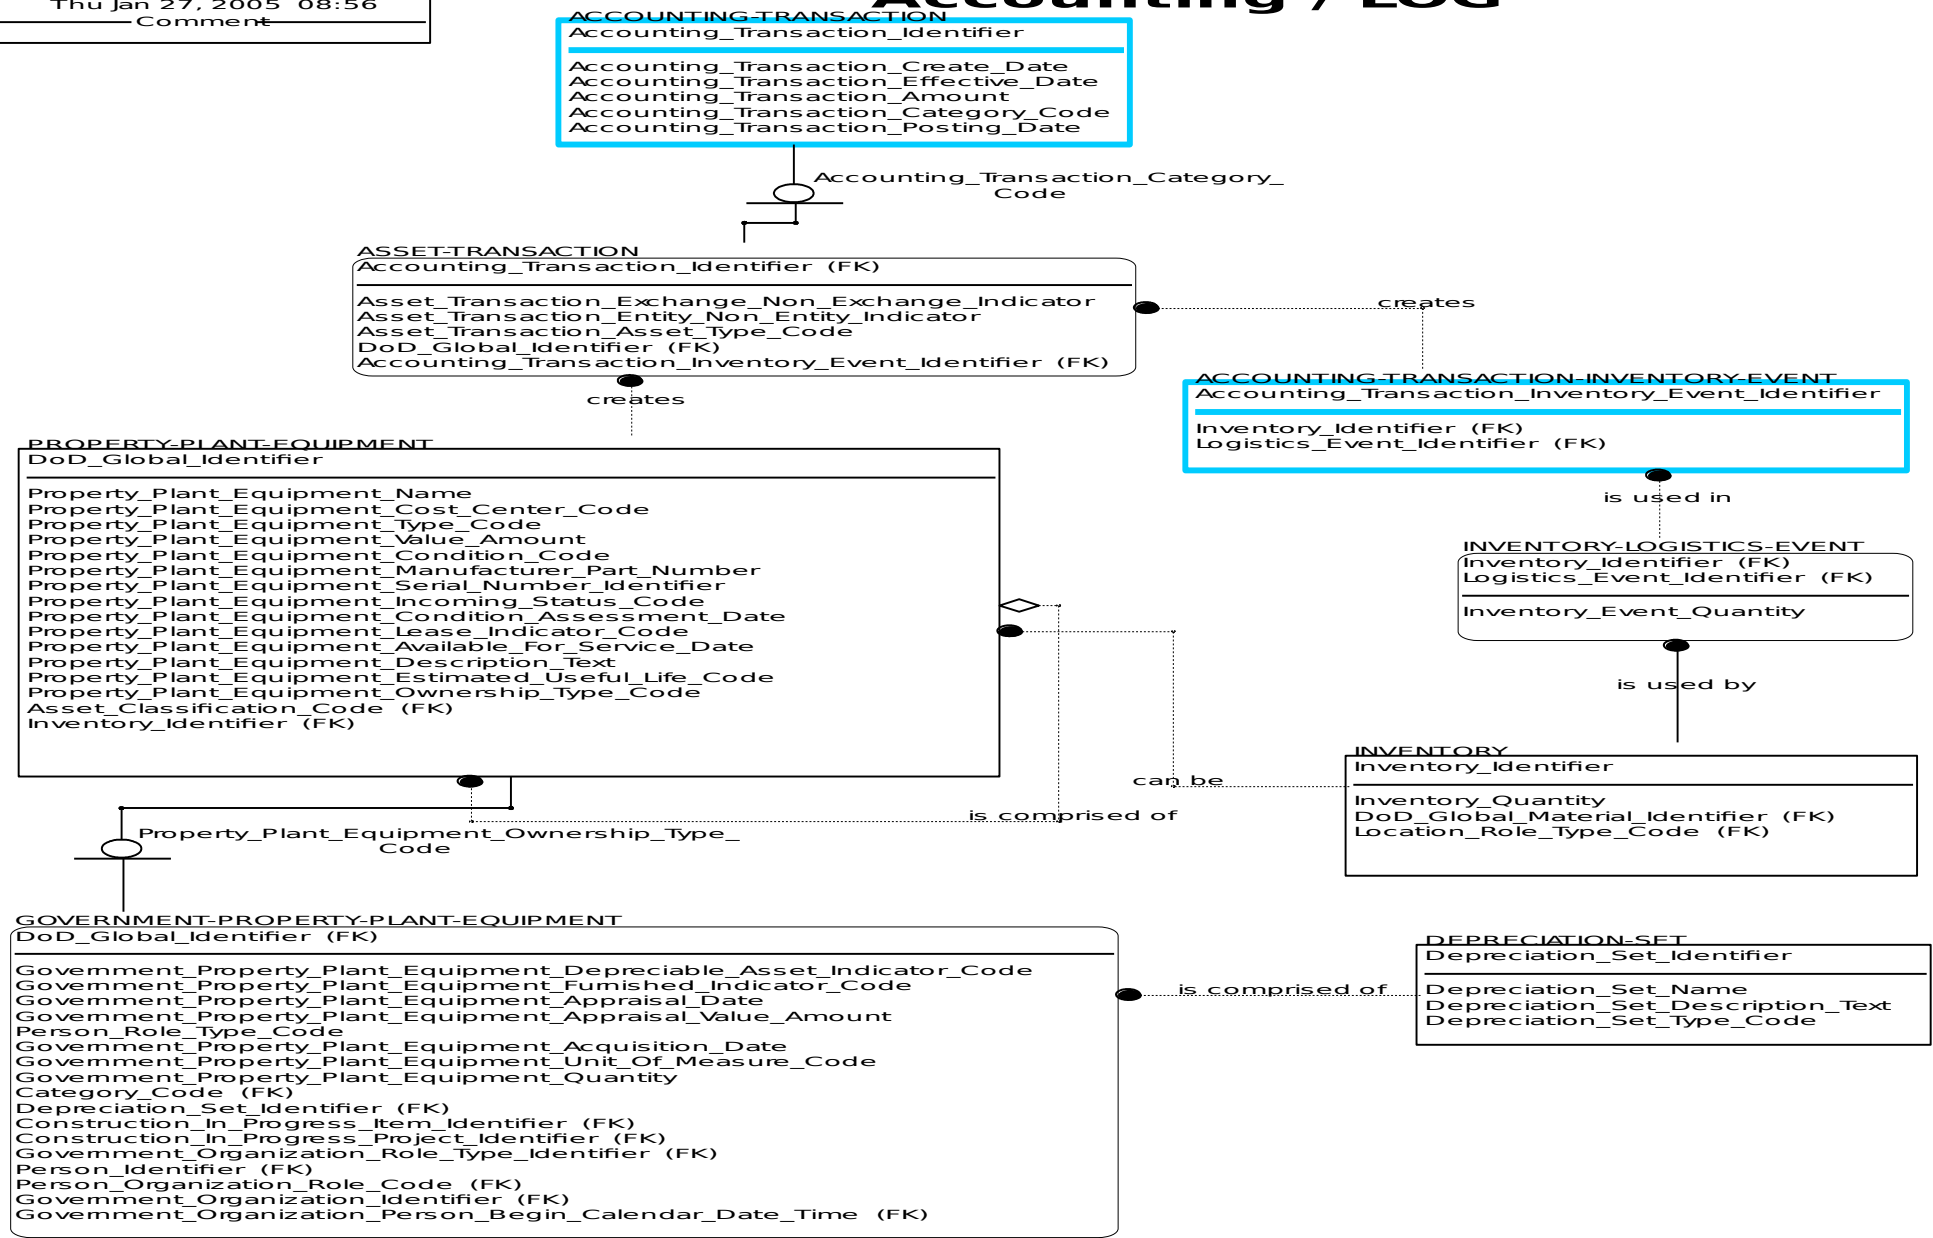 Thu Jan 27, 2005 08:56
Comment
Accounting / LOG
ACCOUNTING-TRANSACTION
Accounting_Transaction_Identifier
Accounting_Transaction_Create_Date
Accounting_Transaction_Effective_Date
Accounting_Transaction_Amount
Accounting_Transaction_Category_Code
Accounting_Transaction_Posting_Date
Accounting_Transaction_Category_
Code
ASSET-TRANSACTION
Accounting_Transaction_Identifier (FK)
Asset_Transaction_Exchange_Non_Exchange_Indicator
Asset_Transaction_Entity_Non_Entity_Indicator
Asset_Transaction_Asset_Type_Code
DoD_Global_Identifier (FK)
Accounting_Transaction_Inventory_Event_Identifier (FK)
creates
creates
ACCOUNTING-TRANSACTION-INVENTORY-EVENT
Accounting_Transaction_Inventory_Event_Identifier
Inventory_Identifier (FK)
Logistics_Event_Identifier (FK)
is used in
PROPERTY-PLANT-EQUIPMENT
DoD_Global_Identifier
Property_Plant_Equipment_Name
Property_Plant_Equipment_Cost_Center_Code
Property_Plant_Equipment_Type_Code
Property_Plant_Equipment_Value_Amount
Property_Plant_Equipment_Condition_Code
Property_Plant_Equipment_Manufacturer_Part_Number
Property_Plant_Equipment_Serial_Number_Identifier
Property_Plant_Equipment_Incoming_Status_Code
Property_Plant_Equipment_Condition_Assessment_Date
Property_Plant_Equipment_Lease_Indicator_Code
Property_Plant_Equipment_Available_For_Service_Date
Property_Plant_Equipment_Description_Text
Property_Plant_Equipment_Estimated_Useful_Life_Code
Property_Plant_Equipment_Ownership_Type_Code
Asset_Classification_Code (FK)
Inventory_Identifier (FK)
INVENTORY-LOGISTICS-EVENT
Inventory_Identifier (FK)
Logistics_Event_Identifier (FK)
Inventory_Event_Quantity
is used by
INVENTORY
Inventory_Identifier
Inventory_Quantity
DoD_Global_Material_Identifier (FK)
Location_Role_Type_Code (FK)
can be
is comprised of
Property_Plant_Equipment_Ownership_Type_
Code
GOVERNMENT-PROPERTY-PLANT-EQUIPMENT
DoD_Global_Identifier (FK)
Government_Property_Plant_Equipment_Depreciable_Asset_Indicator_Code
Government_Property_Plant_Equipment_Furnished_Indicator_Code
Government_Property_Plant_Equipment_Appraisal_Date
Government_Property_Plant_Equipment_Appraisal_Value_Amount
Person_Role_Type_Code
Government_Property_Plant_Equipment_Acquisition_Date
Government_Property_Plant_Equipment_Unit_Of_Measure_Code
Government_Property_Plant_Equipment_Quantity
Category_Code (FK)
Depreciation_Set_Identifier (FK)
Construction_In_Progress_Item_Identifier (FK)
Construction_In_Progress_Project_Identifier (FK)
Government_Organization_Role_Type_Identifier (FK)
Person_Identifier (FK)
Person_Organization_Role_Code (FK)
Government_Organization_Identifier (FK)
Government_Organization_Person_Begin_Calendar_Date_Time (FK)
is comprised of
DEPRECIATION-SET
Depreciation_Set_Identifier
Depreciation_Set_Name
Depreciation_Set_Description_Text
Depreciation_Set_Type_Code